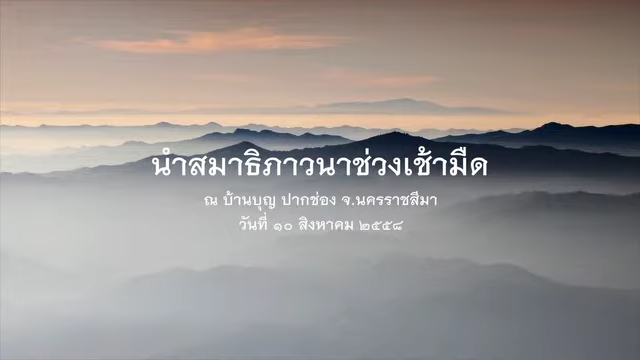 นำสมาธิภาวนาช่วงเช้ามืด
ณ บ้านบุญ ปากช่อง จ.นครราชสีมา
วันที่ ๑๐ สิงหาคม ๒๕๕๘